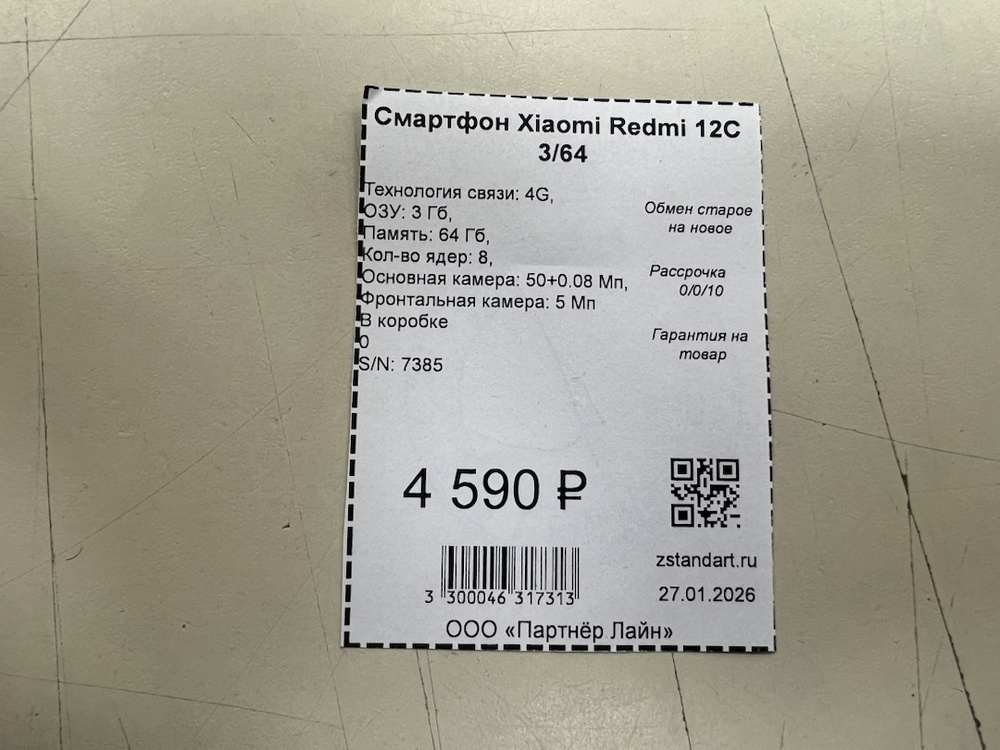 Смартфон Xiaomi Redmi 12C
3/64
Технология связи: 4G,
ОЗУ: 3 Гб,
Память: 64 Гб,
Кол-во ядер: 8,
Основная камера: 50+0.08 Мп,
Фронтальная камера: 5 Мп
В коробке
0
S/N: 7385
Обмен старое
на новое
Рассрочка
0/0/10
Гарантия на
товар
4 590 ₽
3 300046 317313
zstandart.ru
27.01.2026
ООО «Партнёр Лайн»